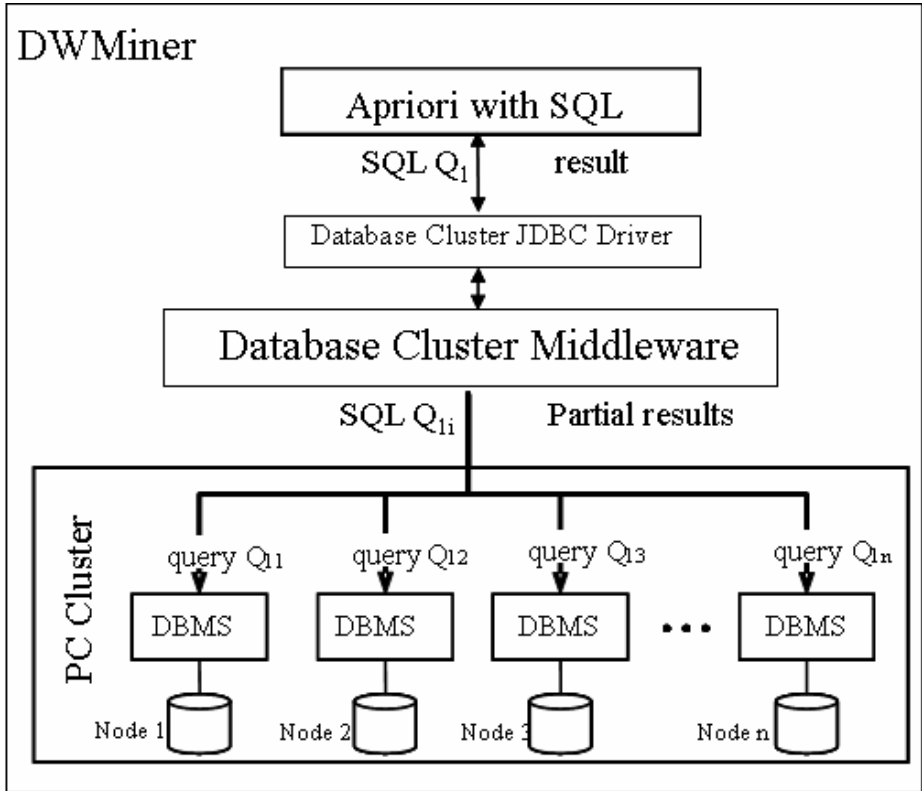 DWMiner
Apriori with SQL
SQL Q1 result
Database Cluster JDBC Driver
Database Cluster Middleware
SQL Q1i Partial results
PC Cluster
query Q11 query Q12 query Q13 query Q1n
DBMS DBMS DBMS ••• DBMS
Node 1 Node 2 Node 3 Node n